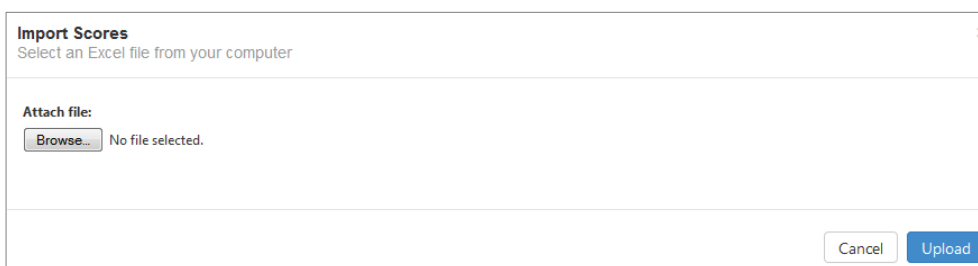 Import Scores
Select an Excel file from your computer
Attach file:
Browse... No file selected.
Cancel Upload